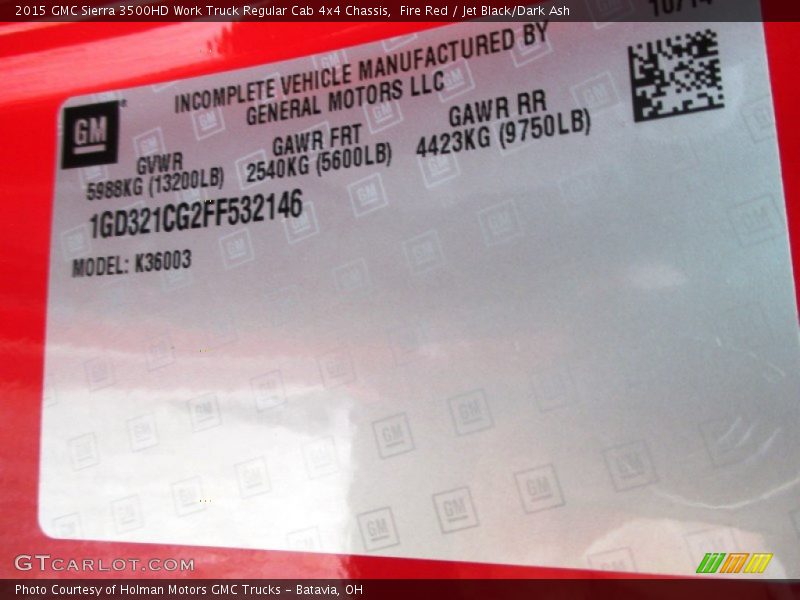 2015 GMC Sierra 3500HD Work Truck Regular Cab 4x4 Chassis, Fire Red / Jet Black/Dark Ash
INCOMPLETE VEHICLE MANUFACTURED BY
GENERAL MOTORS LLC
GM
GVWR GAWR FRT GAWR RR
5988KG (13200LB) 2540KG (5600LB) 4423KG (9750LB)
1GD321CG2FF532146
MODEL: K36003
GTCARLOT.COM
Photo Courtesy of Holman Motors GMC Trucks – Batavia, OH